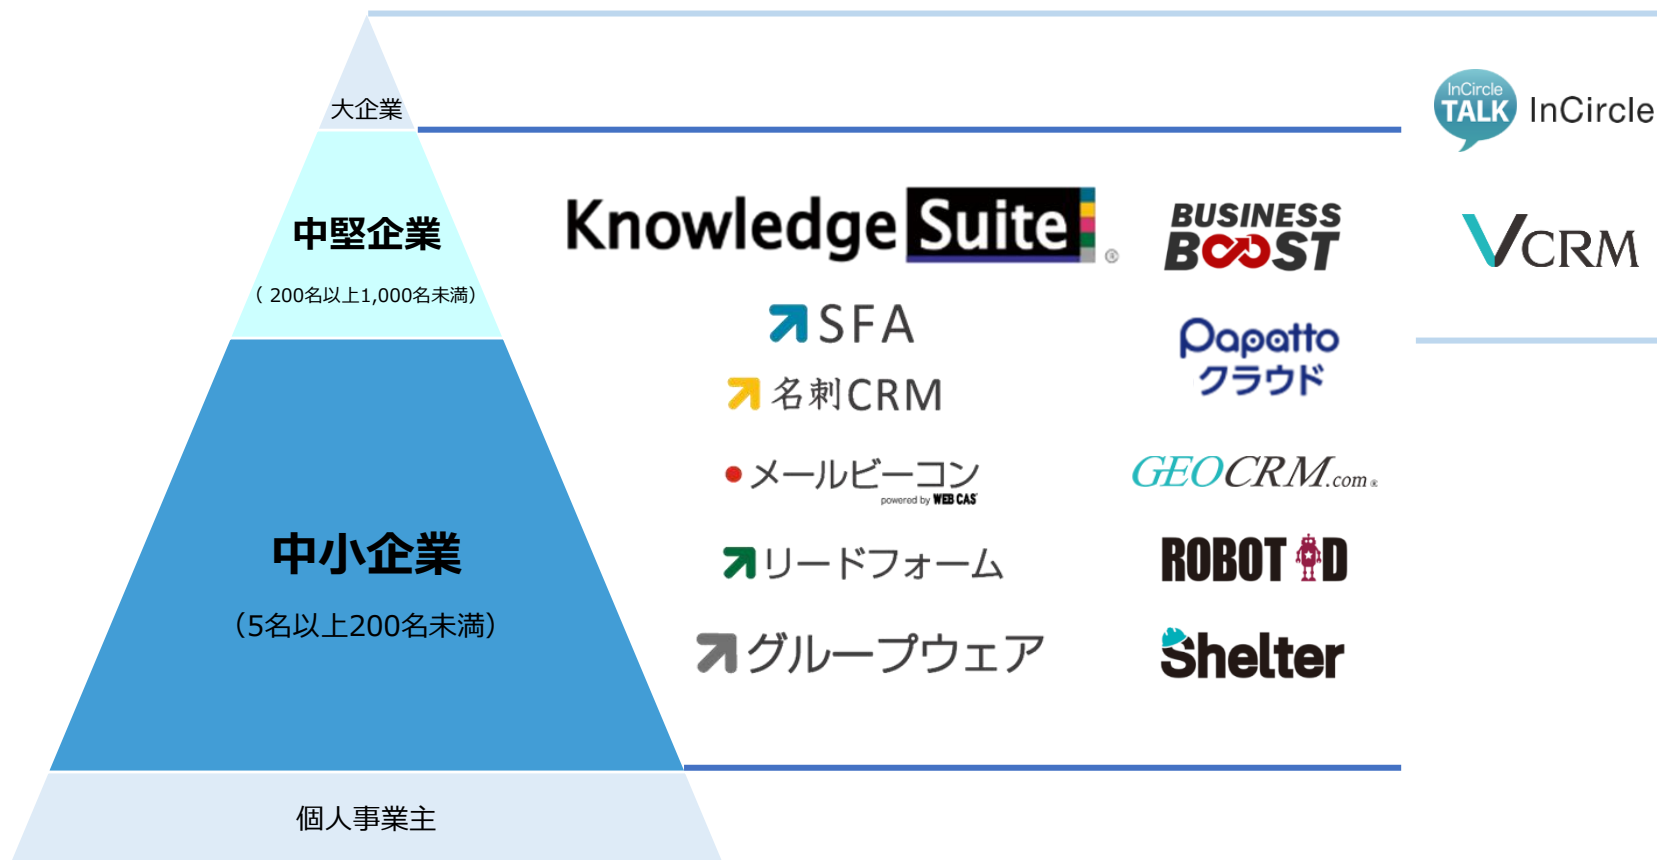 大企業
中堅企業
（ 200名以上1,000名未満）
中小企業
（5名以上200名未満）
個人事業主
Knowledge Suite ®
SFA
名刺CRM
メールビーコン
powered by WEB CAS
リードフォーム
グループウェア
BUSINESS
BOOST
Papatto
クラウド
GEOCRM.com ®
ROBOT ID
Shelter
InCircle
TALK
InCircle
VCRM